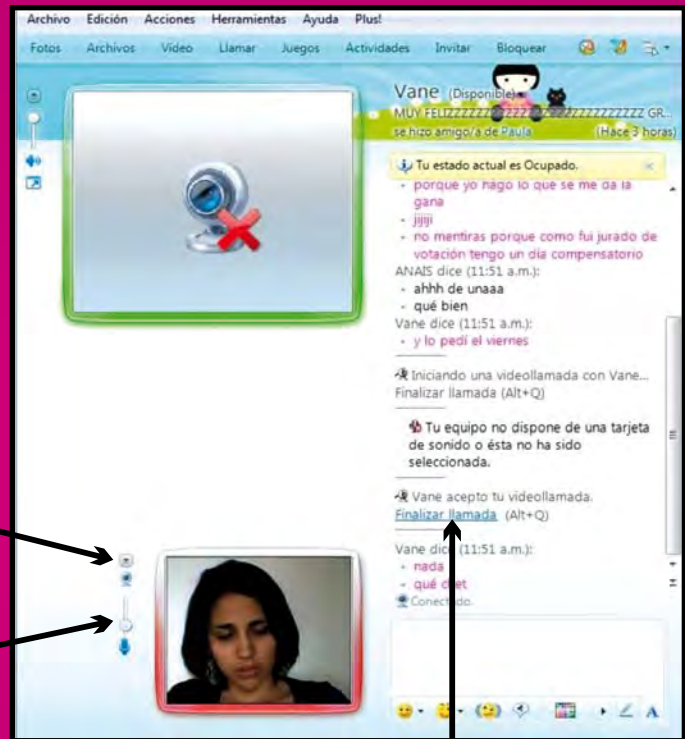 Archivo Edición Acciones Herramientas Ayuda Plus!
Fotos Archivos Video Llamar Juegos Actividades Invitar Bloquear
Vane (Disponible)
MUY FELIZZZZZZZZZZZZZZZZZZZZZZZZZZZZZ GR...
se hizo amigo/a de Paula (Hace 3 horas)
Tu estado actual es Ocupado.
- porque yo hago lo que se me da la
gana
- jijiji
- no mentiras porque como fui jurado de
votación tengo un día compensatorio
ANAIS dice (11:51 a.m.):
- ahhh de unaaa
- qué bien
Vane dice (11:51 a.m.):
- y lo pedí el viernes
Iniciando una videollamada con Vane...
Finalizar llamada (Alt+Q)
Tu equipo no dispone de una tarjeta
de sonido o ésta no ha sido
seleccionada.
Vane acepto tu videollamada.
Finalizar llamada (Alt+Q)
Vane dice (11:51 a.m.):
- nada
- qué
Conectado.
A